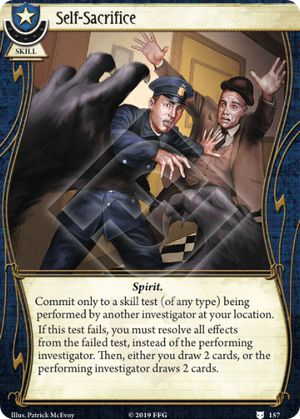 Self-Sacrifice
SKILL
Spirit.
Commit only to a skill test (of any type) being
performed by another investigator at your location.
If this test fails, you must resolve all effects
from the failed test, instead of the performing
investigator. Then, either you draw 2 cards, or the
performing investigator draws 2 cards.
Illus. Patrick McEvoy © 2019 FFG 157